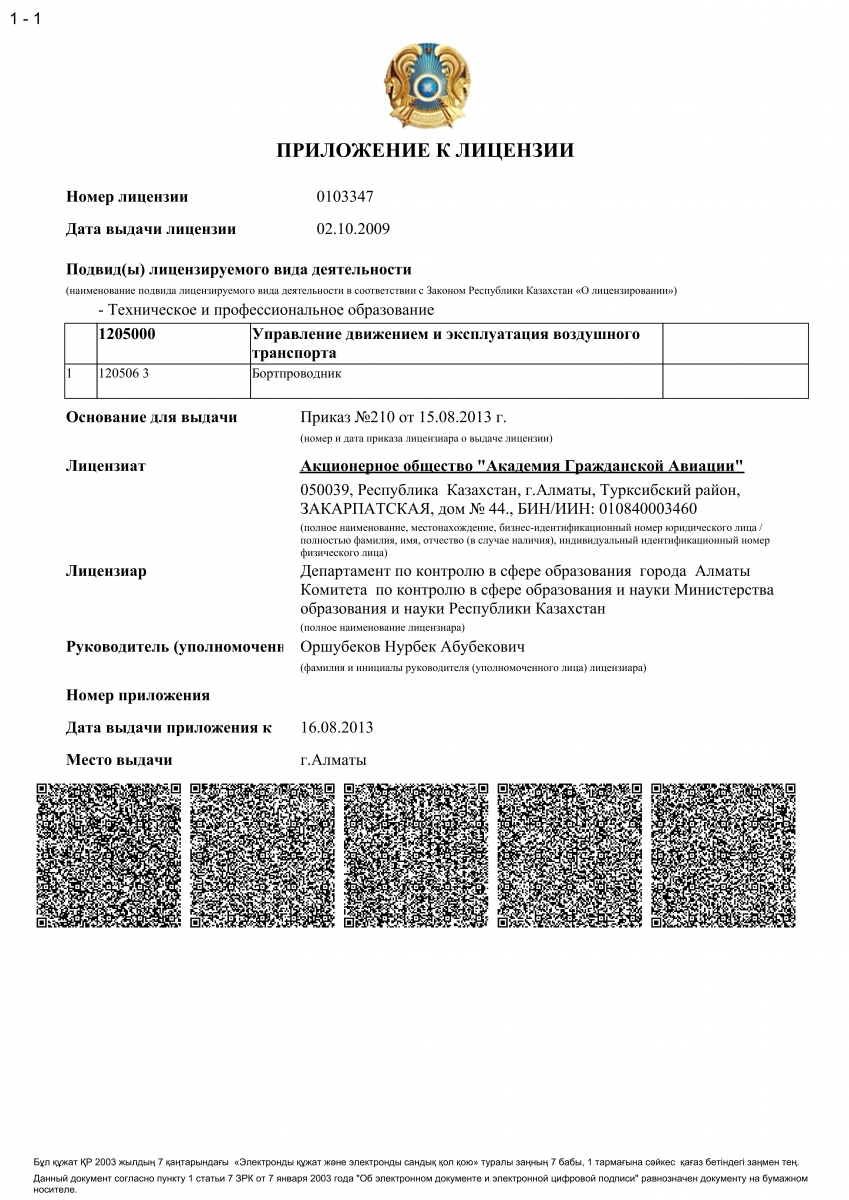 1 - 1
ПРИЛОЖЕНИЕ К ЛИЦЕНЗИИ
Номер лицензии 0103347
Дата выдачи лицензии 02.10.2009
Подвид(ы) лицензируемого вида деятельности
(наименование подвида лицензируемого вида деятельности в соответствии с Законом Республики Казахстан «О лицензировании»)
- Техническое и профессиональное образование
1205000 Управление движением и эксплуатация воздушного
транспорта
1 120506 3 Бортпроводник
Основание для выдачи Приказ №210 от 15.08.2013 г.
(номер и дата приказа лицензиара о выдаче лицензии)
Лицензиат Акционерное общество "Академия Гражданской Авиации"
050039, Республика Казахстан, г.Алматы, Турксибский район,
ЗАКАРПАТСКАЯ, дом № 44., БИН/ИИН: 010840003460
(полное наименование, местонахождение, бизнес-идентификационный номер юридического лица /
полностью фамилия, имя, отчество (в случае наличия), индивидуальный идентификационный номер
физического лица)
Лицензиар Департамент по контролю в сфере образования города Алматы
Комитета по контролю в сфере образования и науки Министерства
образования и науки Республики Казахстан
(полное наименование лицензиара)
Руководитель (уполномоченн Оршубеков Нурбек Абубекович
(фамилия и инициалы руководителя (уполномоченного лица) лицензиара)
Номер приложения
Дата выдачи приложения к 16.08.2013
Место выдачи г.Алматы
Бұл құжат ҚР 2003 жылдың 7 қаңтарындағы «Электронды құжат және электронды сандық қол қою» туралы заңның 7 бабы, 1 тармағына сәйкес қағаз бетіндегі заңмен тең.
Данный документ согласно пункту 1 статьи 7 ЗРК от 7 января 2003 года "Об электронном документе и электронной цифровой подписи" равнозначен документу на бумажном
носителе.